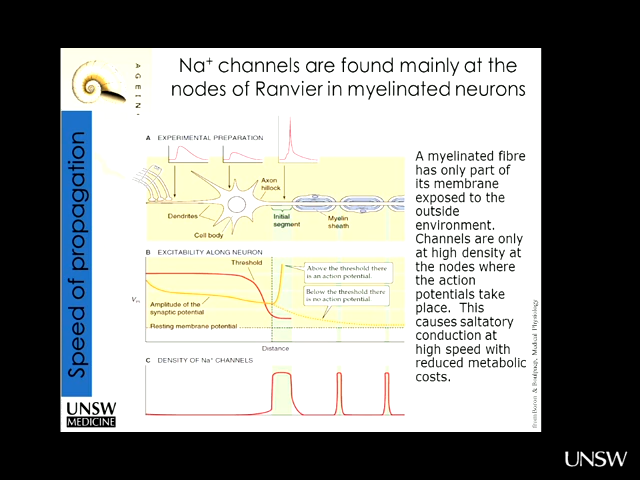 Na⁺ channels are found mainly at the
nodes of Ranvier in myelinated neurons
AGEIN
Speed of propagation
A EXPERIMENTAL PREPARATION
Axon
hillock
Dendrites
Cell body
Initial
segment
Myelin
sheath
B EXCITABILITY ALONG NEURON
Threshold
Above the threshold there
is an action potential.
Below the threshold there
is no action potential.
Vm
Amplitude of the
synaptic potential
Resting membrane potential
Distance
C DENSITY OF Na⁺ CHANNELS
A myelinated fibre
has only part of
its membrane
exposed to the
outside
environment.
Channels are only
at high density at
the nodes where
the action
potentials take
place. This
causes saltatory
conduction at
high speed with
reduced metabolic
costs.
Boron & Boulpaep, Medical Physiology
UNSW
MEDICINE
UNSW